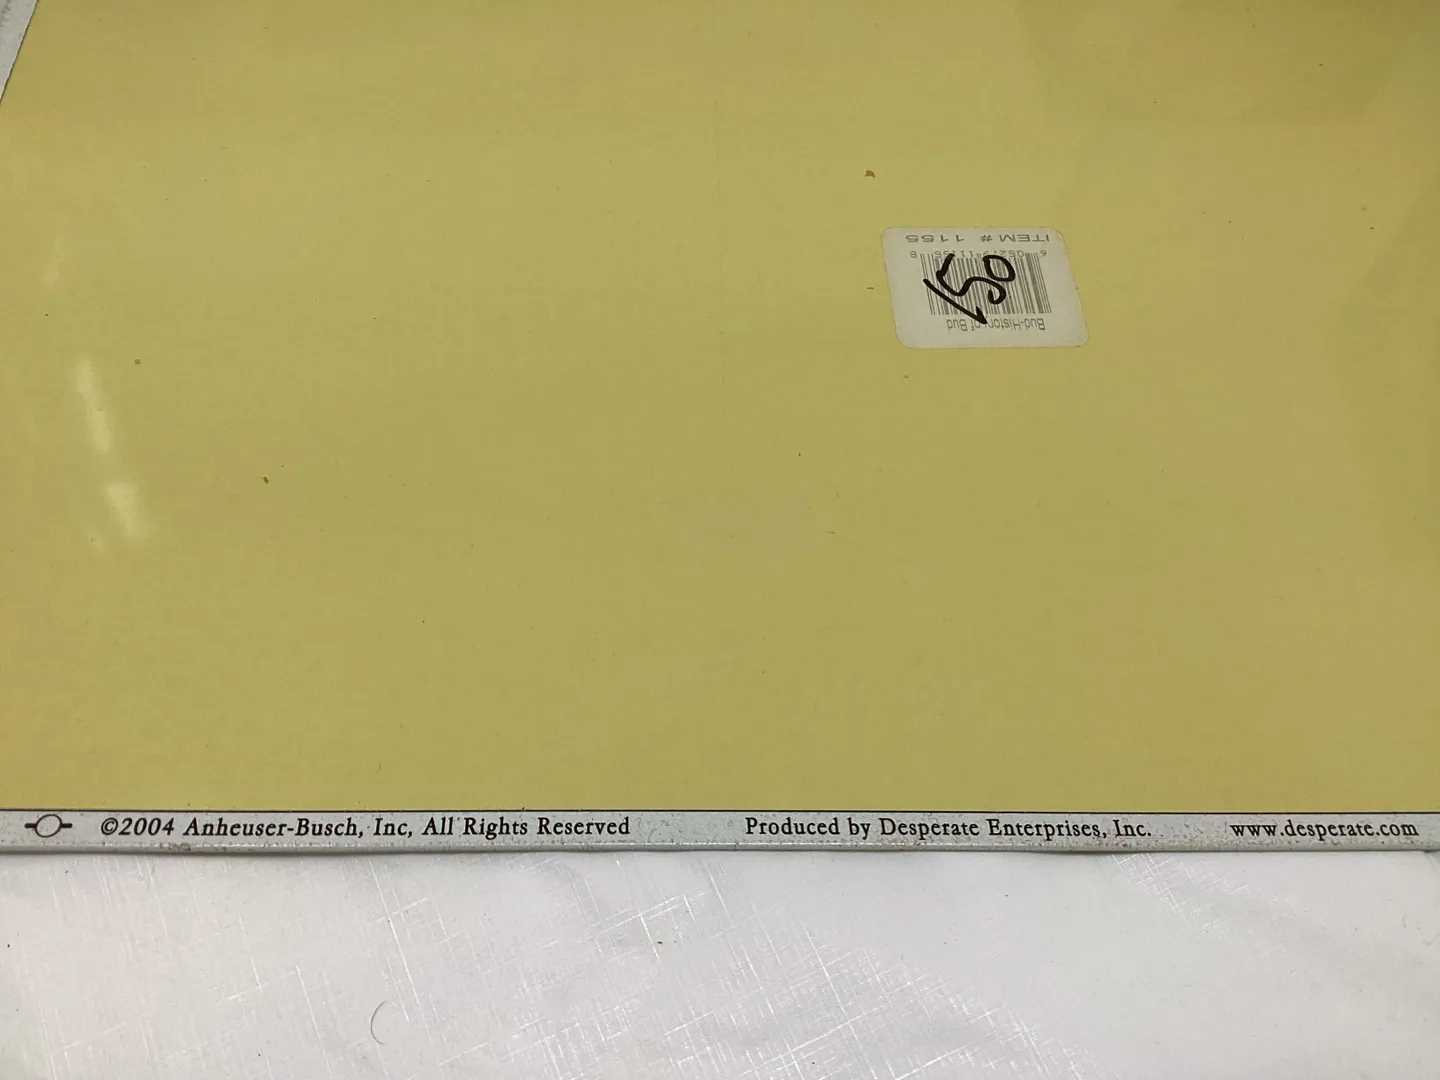 ITEM # 1155
150
Bud-History of Bud
©2004 Anheuser-Busch, Inc, All Rights Reserved
Produced by Desperate Enterprises, Inc.
www.desperate.com